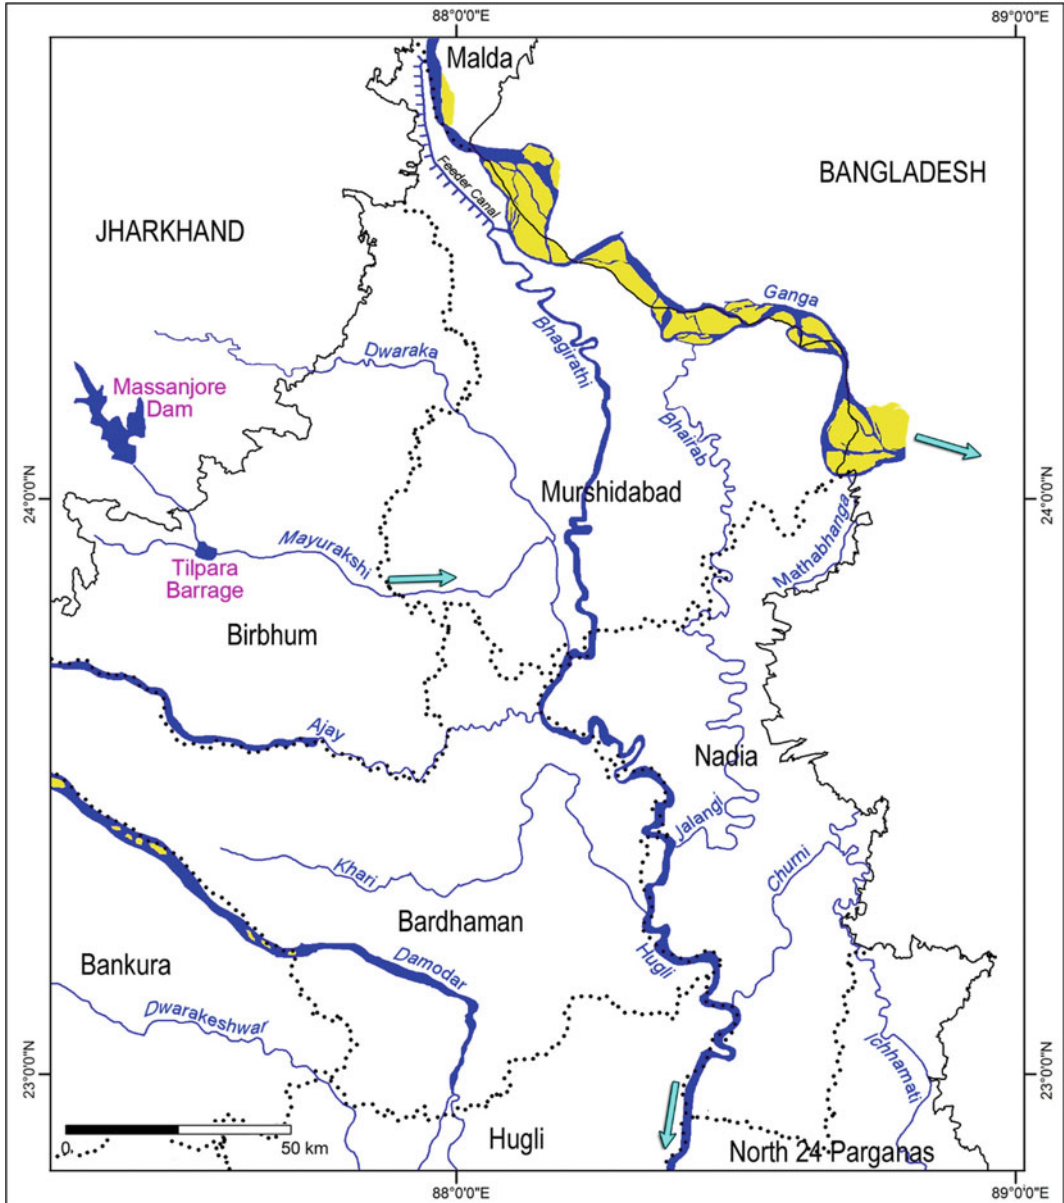 88°0'0"E
89°0'0"E
Malda
BANGLADESH
Feeder Canal
JHARKHAND
Ganga
Bhagirathi
Dwaraka
Massanjore
Dam
Bhairab
24°0'0"N
24°0'0"N
Murshidabad
Mathabhanga
Mayurakshi
Tilpara
Barrage
Birbhum
Ajay
Nadia
Jalangi
Churni
Khari
Bardhaman
Hugli
Damodar
Bankura
Dwarakeshwar
Ichhamati
23°0'0"N
23°0'0"N
0
50 km
Hugli
North 24 Parganas
88°0'0"E
89°0'0"E